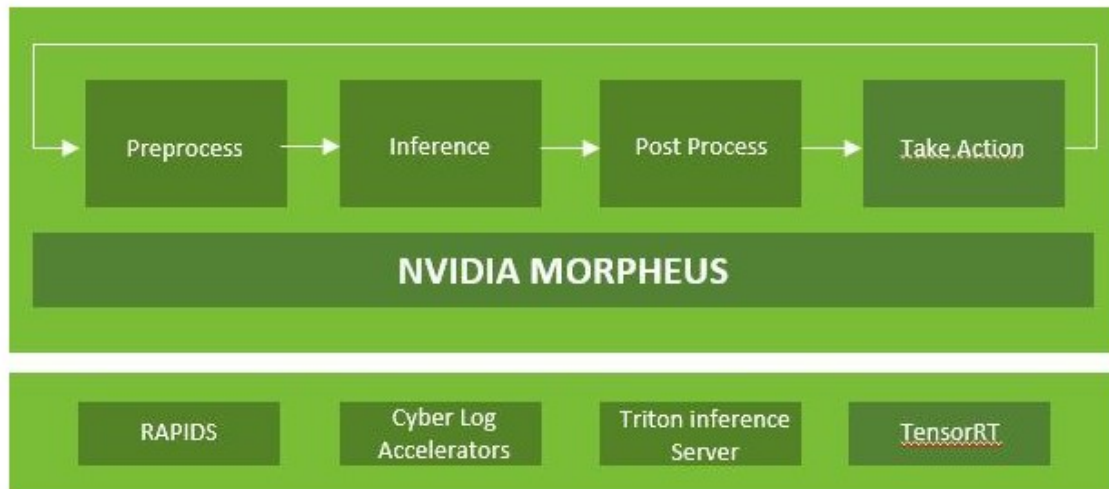 Preprocess
Inference
Post Process
Take Action
NVIDIA MORPHEUS
RAPIDS
Cyber Log
Accelerators
Triton inference
Server
TensorRT